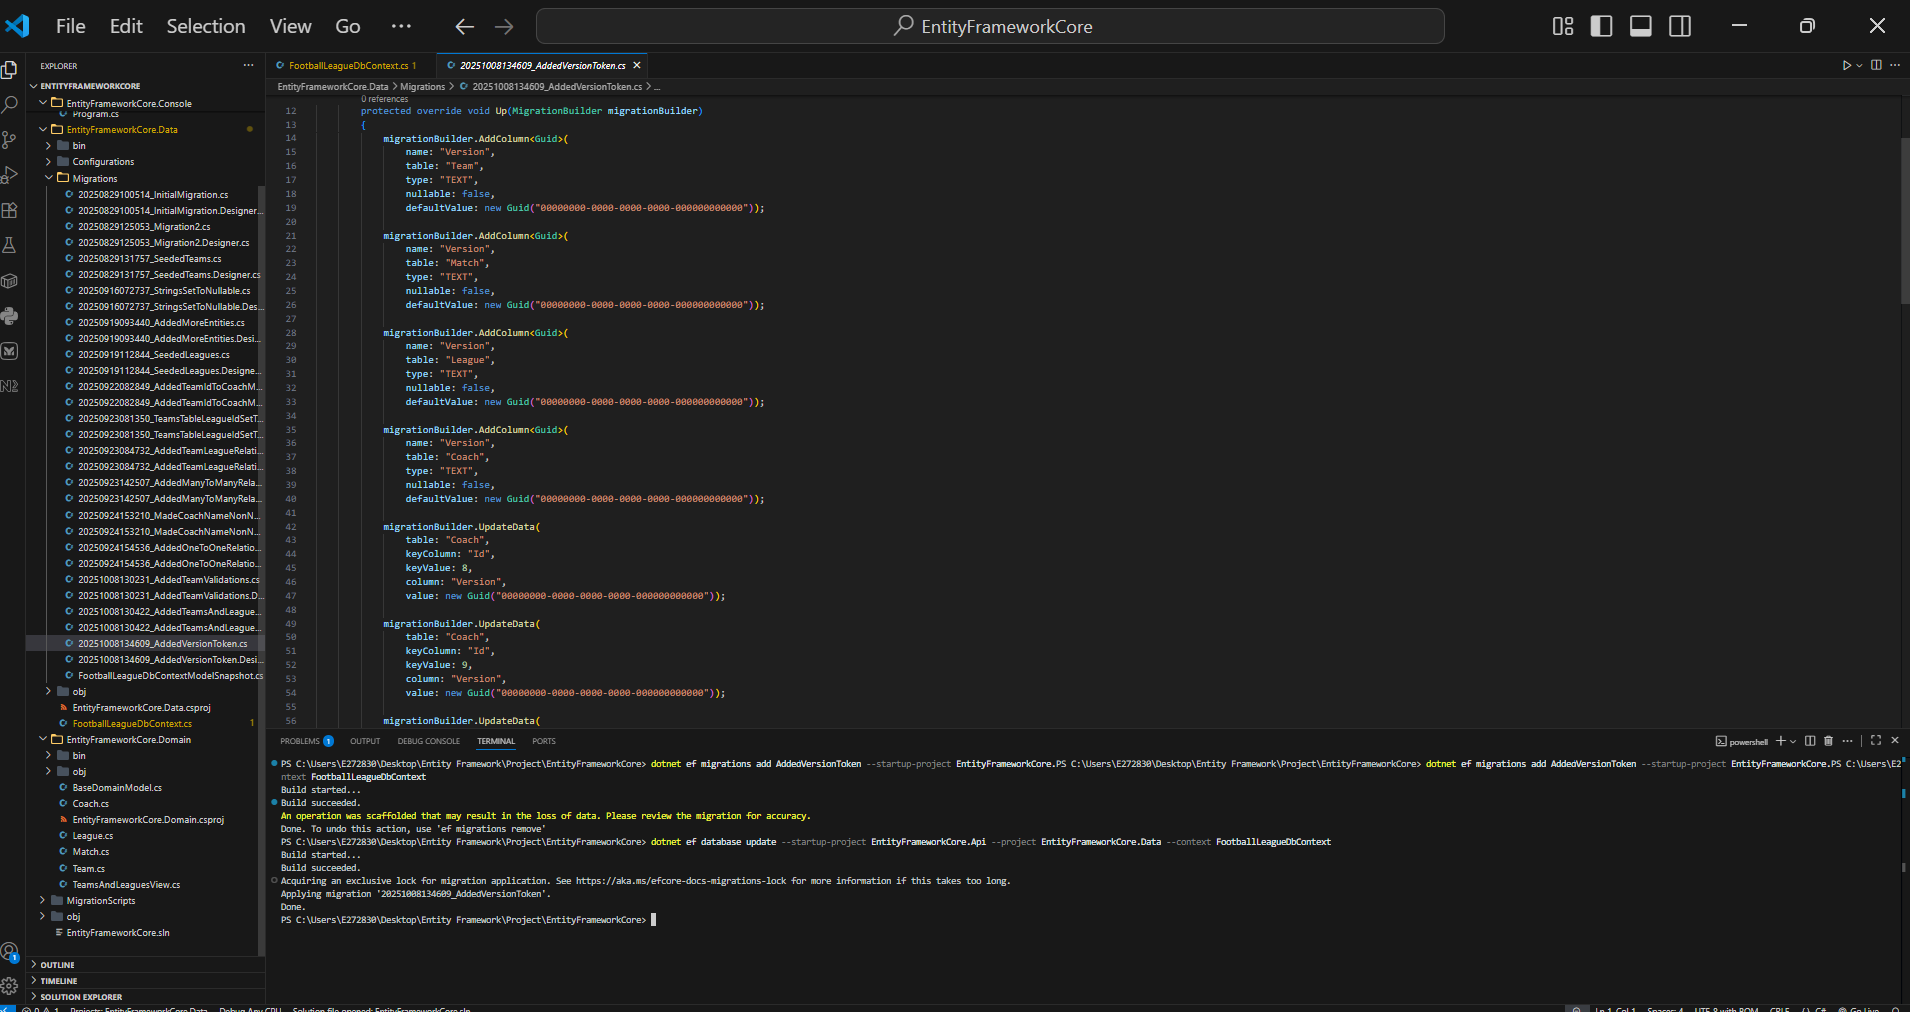 File Edit Selection View Go ···
EntityFrameworkCore
EXPLORER
ENTITYFRAMEWORKCORE
EntityFrameworkCore.Console
Program.cs
EntityFrameworkCore.Data
bin
Configurations
Migrations
20250829100514_InitialMigration.cs
20250829100514_InitialMigration.Designer...
20250829125053_Migration2.cs
20250829125053_Migration2.Designer.cs
20250829131757_SeededTeams.cs
20250829131757_SeededTeams.Designer.cs
20250916072737_StringsSetToNullable.cs
20250916072737_StringsSetToNullable.Des...
20250919093440_AddedMoreEntities.cs
20250919093440_AddedMoreEntities.Desi...
20250919112844_SeededLeagues.cs
20250919112844_SeededLeagues.Designe...
20250922082849_AddedTeamIdToCoachM...
20250922082849_AddedTeamIdToCoachM...
20250923081350_TeamsTableLeagueIdSetT...
20250923081350_TeamsTableLeagueIdSetT...
20250923084732_AddedTeamLeagueRelati...
20250923084732_AddedTeamLeagueRelati...
20250923142507_AddedManyToManyRela...
20250923142507_AddedManyToManyRela...
20250924153210_MadeCoachNameNonN...
20250924153210_MadeCoachNameNonN...
20250924154536_AddedOneToOneRelatio...
20250924154536_AddedOneToOneRelatio...
20251008130231_AddedTeamValidations.cs
20251008130231_AddedTeamValidations.D...
20251008130422_AddedTeamsAndLeague...
20251008130422_AddedTeamsAndLeague...
20251008134609_AddedVersionToken.cs
20251008134609_AddedVersionToken.Desi...
FootballLeagueDbContextModelSnapshot.cs
obj
EntityFrameworkCore.Data.csproj
FootballLeagueDbContext.cs 1
EntityFrameworkCore.Domain
bin
obj
BaseDomainModel.cs
Coach.cs
EntityFrameworkCore.Domain.csproj
League.cs
Match.cs
Team.cs
TeamsAndLeaguesView.cs
MigrationScripts
obj
EntityFrameworkCore.sln
OUTLINE
TIMELINE
SOLUTION EXPLORER
FootballLeagueDbContext.cs 1
20251008134609_AddedVersionToken.cs
EntityFrameworkCore.Data > Migrations > 20251008134609_AddedVersionToken.cs > ...
0 references
12 protected override void Up(MigrationBuilder migrationBuilder)
13 {
14 migrationBuilder.AddColumn<Guid>(
15 name: "Version",
16 table: "Team",
17 type: "TEXT",
18 nullable: false,
19 defaultValue: new Guid("00000000-0000-0000-0000-000000000000"));
20
21 migrationBuilder.AddColumn<Guid>(
22 name: "Version",
23 table: "Match",
24 type: "TEXT",
25 nullable: false,
26 defaultValue: new Guid("00000000-0000-0000-0000-000000000000"));
27
28 migrationBuilder.AddColumn<Guid>(
29 name: "Version",
30 table: "League",
31 type: "TEXT",
32 nullable: false,
33 defaultValue: new Guid("00000000-0000-0000-0000-000000000000"));
34
35 migrationBuilder.AddColumn<Guid>(
36 name: "Version",
37 table: "Coach",
38 type: "TEXT",
39 nullable: false,
40 defaultValue: new Guid("00000000-0000-0000-0000-000000000000"));
41
42 migrationBuilder.UpdateData(
43 table: "Coach",
44 keyColumn: "Id",
45 keyValue: 8,
46 column: "Version",
47 value: new Guid("00000000-0000-0000-0000-000000000000"));
48
49 migrationBuilder.UpdateData(
50 table: "Coach",
51 keyColumn: "Id",
52 keyValue: 9,
53 column: "Version",
54 value: new Guid("00000000-0000-0000-0000-000000000000"));
55
56 migrationBuilder.UpdateData(
PROBLEMS 1 OUTPUT DEBUG CONSOLE TERMINAL PORTS
powershell
PS C:\Users\E272830\Desktop\Entity Framework\Project\EntityFrameworkCore> dotnet ef migrations add AddedVersionToken --startup-project EntityFrameworkCore.PS C:\Users\E272830\Desktop\Entity Framework\Project\EntityFrameworkCore> dotnet ef migrations add AddedVersionToken --startup-project EntityFrameworkCore.PS C:\Users\E2
ntext FootballLeagueDbContext
Build started...
Build succeeded.
An operation was scaffolded that may result in the loss of data. Please review the migration for accuracy.
Done. To undo this action, use 'ef migrations remove'
PS C:\Users\E272830\Desktop\Entity Framework\Project\EntityFrameworkCore> dotnet ef database update --startup-project EntityFrameworkCore.Api --project EntityFrameworkCore.Data --context FootballLeagueDbContext
Build started...
Build succeeded.
Acquiring an exclusive lock for migration application. See https://aka.ms/efcore-docs-migrations-lock for more information if this takes too long.
Applying migration '20251008134609_AddedVersionToken'.
Done.
PS C:\Users\E272830\Desktop\Entity Framework\Project\EntityFrameworkCore>